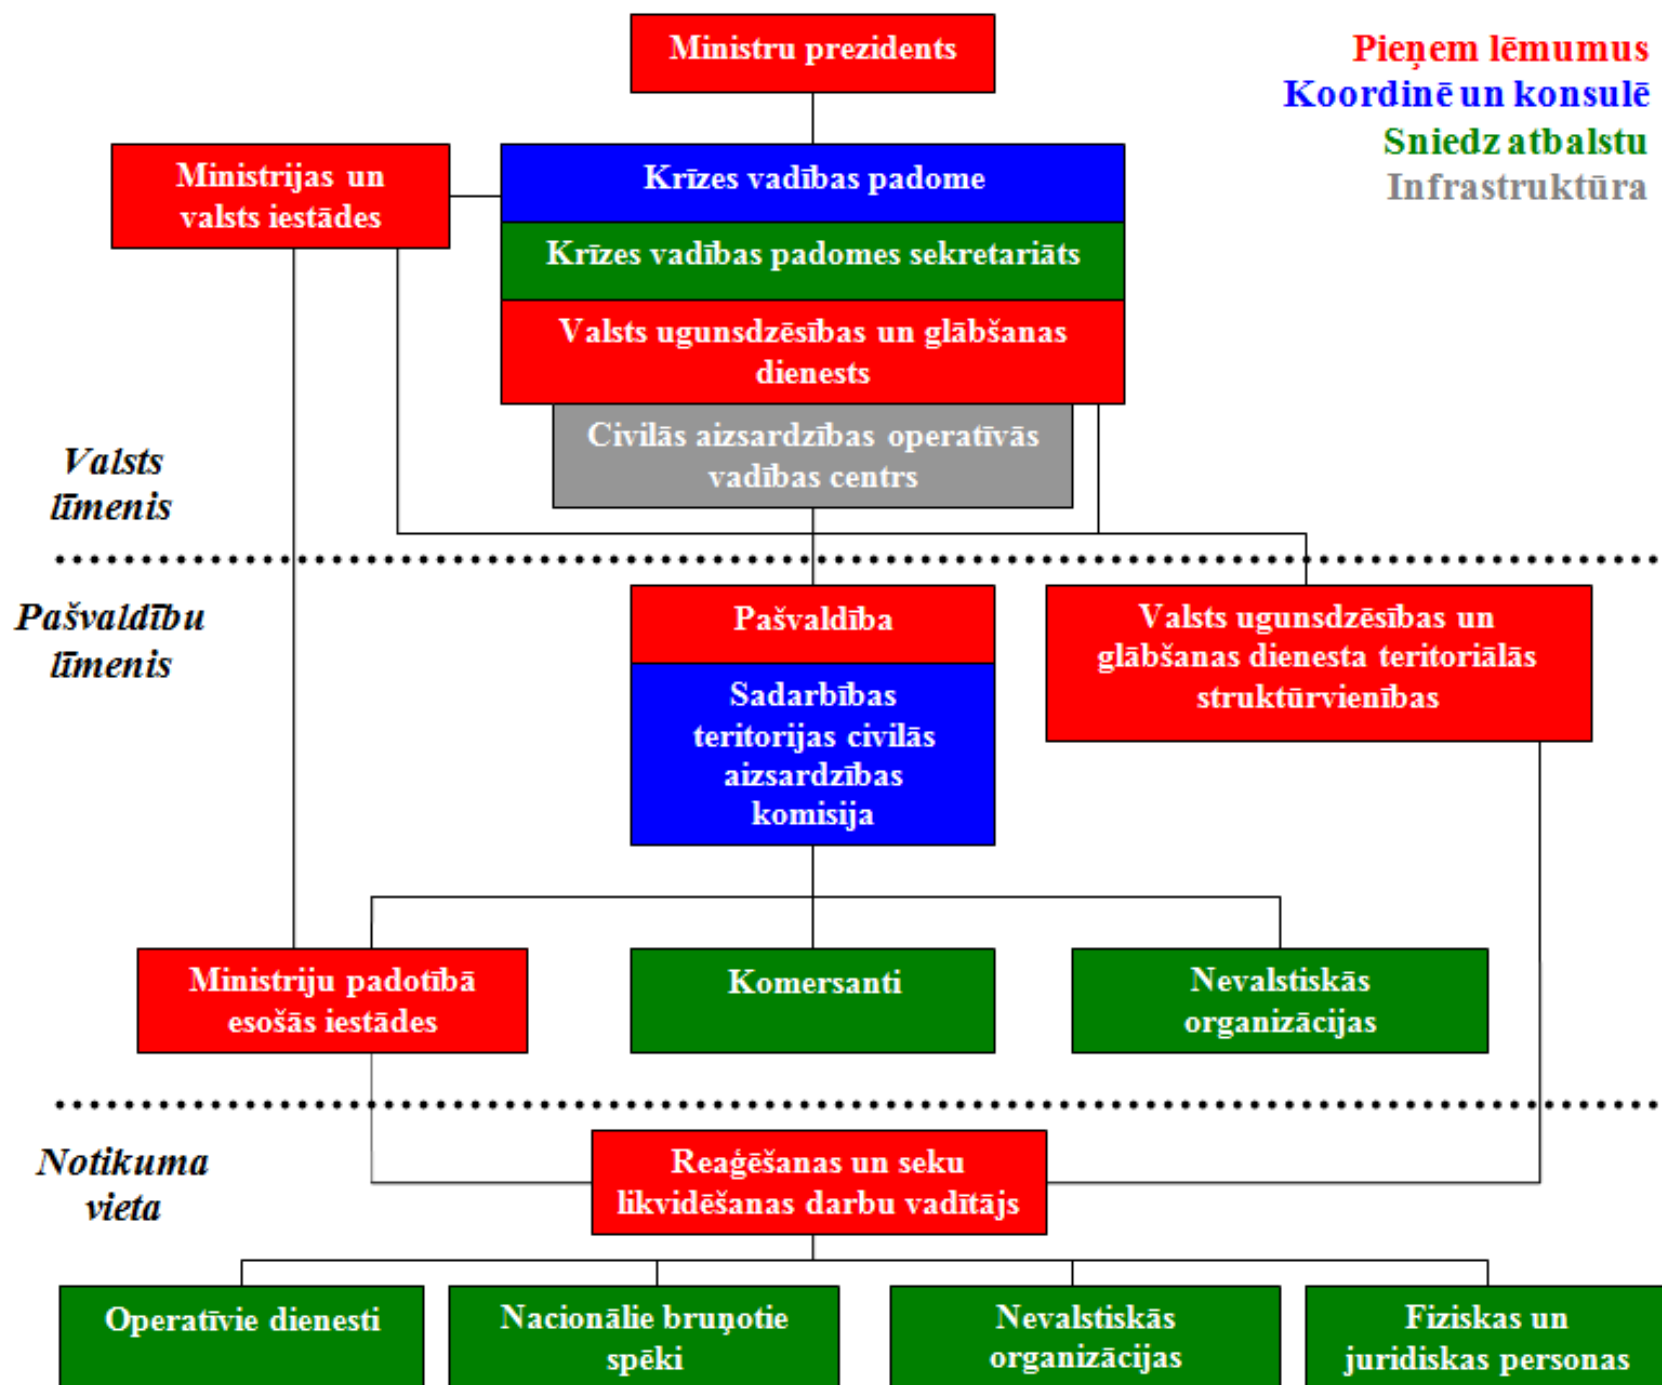 Ministru prezidents
Pieņem lēmumus
Koordinē un konsulē
Sniedz atbalstu
Infrastruktūra
Ministrijas un
valsts iestādes
Krīzes vadības padome
Krīzes vadības padomes sekretariāts
Valsts ugunsdzēsības un glābšanas
dienests
Civilās aizsardzības operatīvās
vadības centrs
Valsts
līmenis
Pašvaldību
līmenis
Pašvaldība
Sadarbības
teritorijas civilās
aizsardzības
komisija
Valsts ugunsdzēsības un
glābšanas dienesta teritoriālās
struktūrvienības
Ministriju padotībā
esošās iestādes
Komersanti
Nevalstiskās
organizācijas
Notikuma
vieta
Reaģēšanas un seku
likvidēšanas darbu vadītājs
Operatīvie dienesti
Nacionālie bruņotie
spēki
Nevalstiskās
organizācijas
Fiziskas un
juridiskas personas